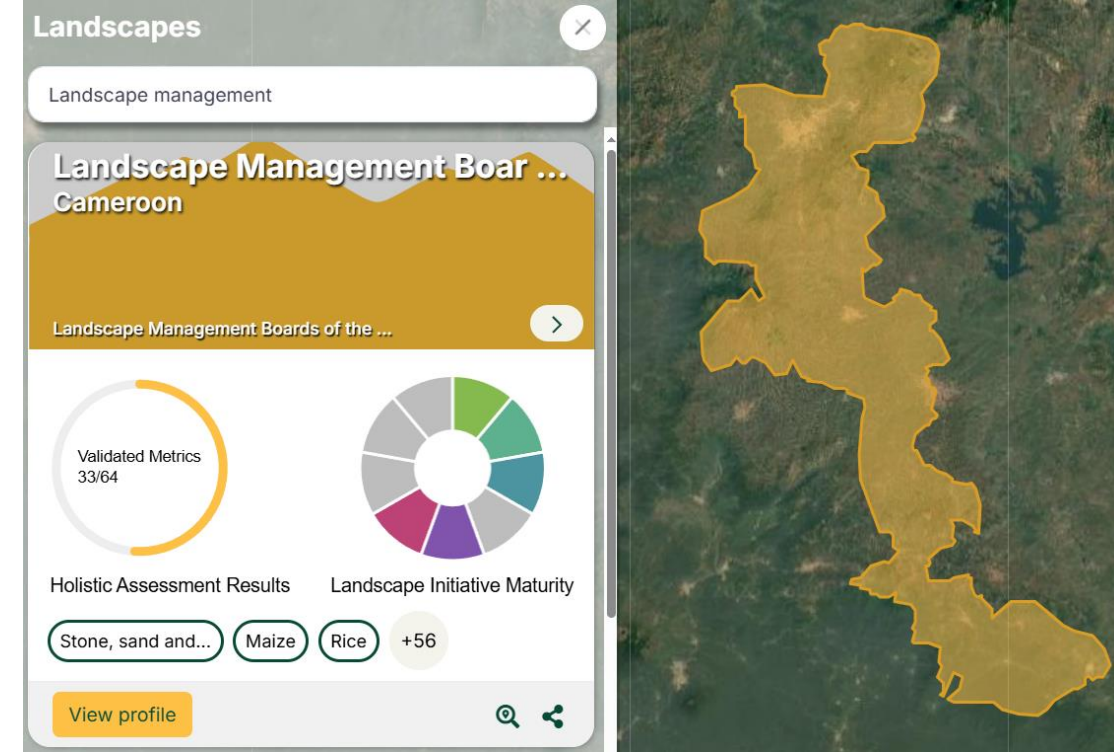 Landscapes
Landscape management
Landscape Management Boar ...
Cameroon
Landscape Management Boards of the ...
Validated Metrics
33/64
Holistic Assessment Results
Landscape Initiative Maturity
Stone, sand and...
Maize
Rice
+56
View profile